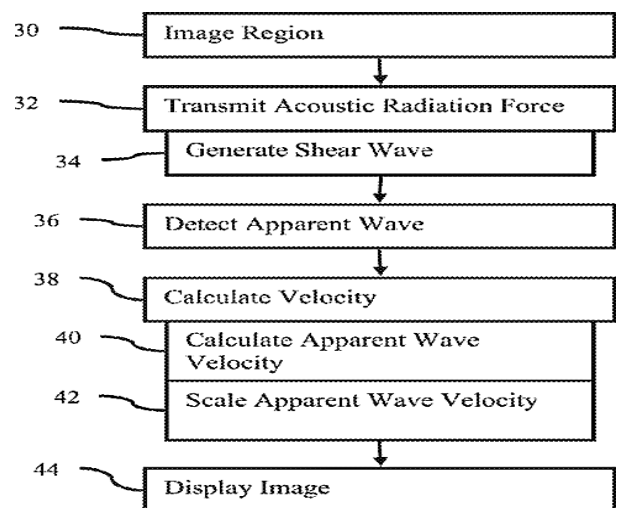 30
Image Region
32
Transmit Acoustic Radiation Force
34
Generate Shear Wave
36
Detect Apparent Wave
38
Calculate Velocity
40
Calculate Apparent Wave
Velocity
42
Scale Apparent Wave Velocity
44
Display Image